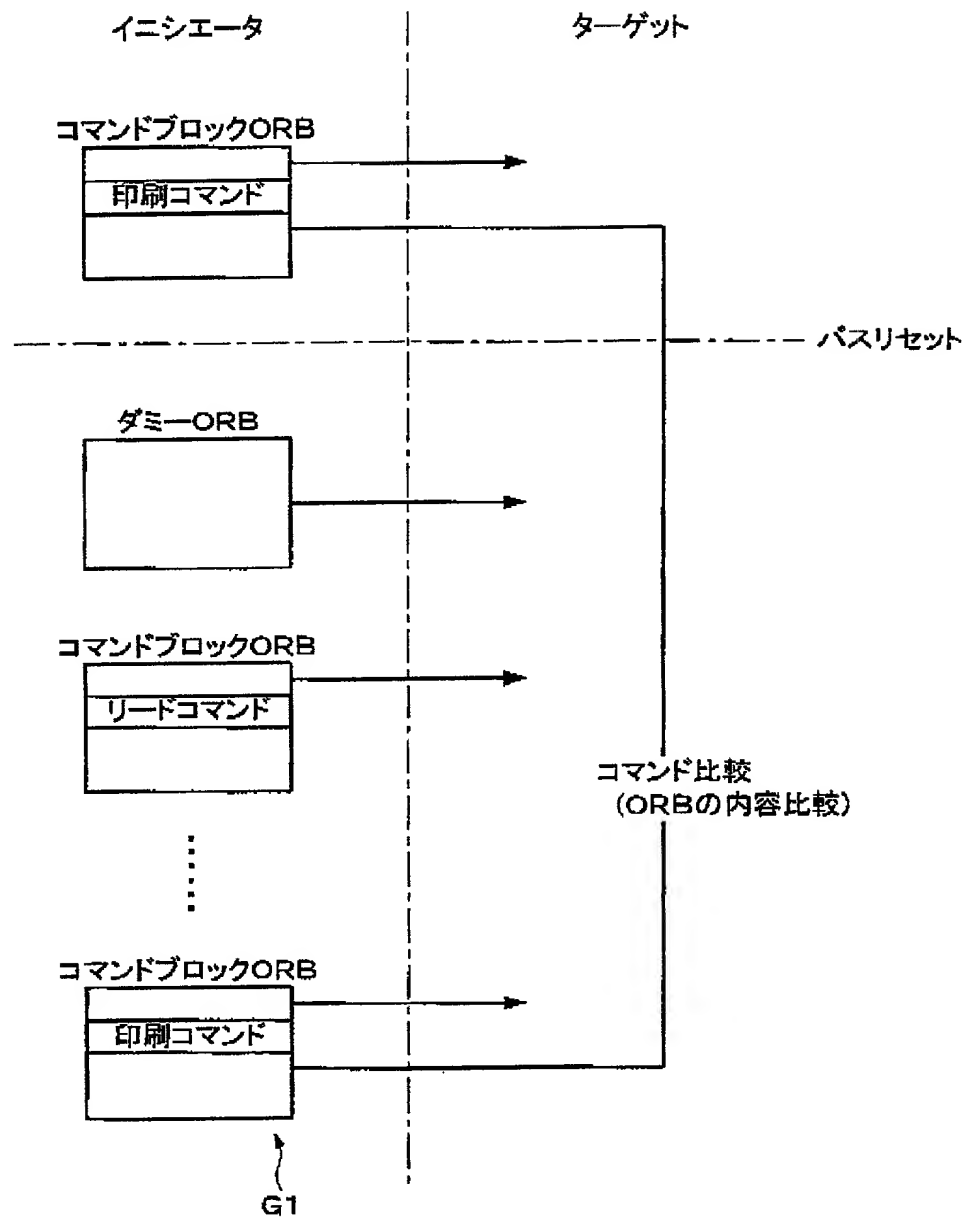 イニシエータ
ターゲット
コマンドブロックORB
印刷コマンド
バスリセット
ダミーORB
コマンドブロックORB
リードコマンド
コマンド比較
(ORBの内容比較)
コマンドブロックORB
印刷コマンド
G1